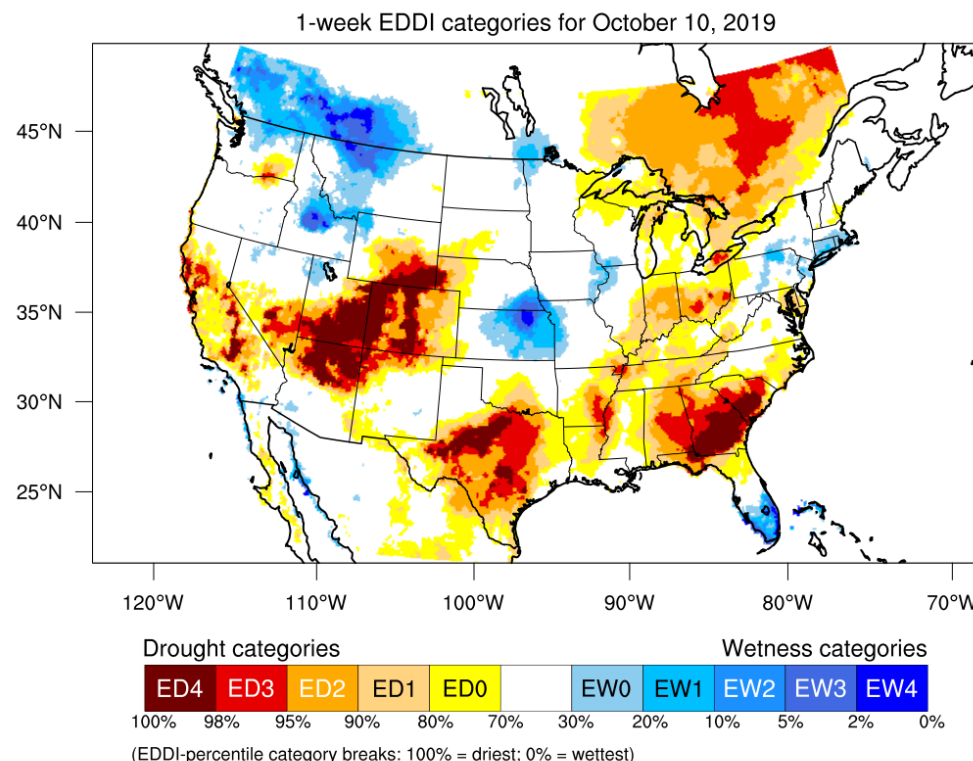 1-week EDDI categories for October 10, 2019
45°N
40°N
35°N
30°N
25°N
120°W 110°W 100°W 90°W 80°W 70°W
Drought categories Wetness categories
ED4 ED3 ED2 ED1 ED0 EW0 EW1 EW2 EW3 EW4
100% 98% 95% 90% 80% 70% 30% 20% 10% 5% 2% 0%
(EDDI-percentile category breaks: 100% = driest; 0% = wettest)